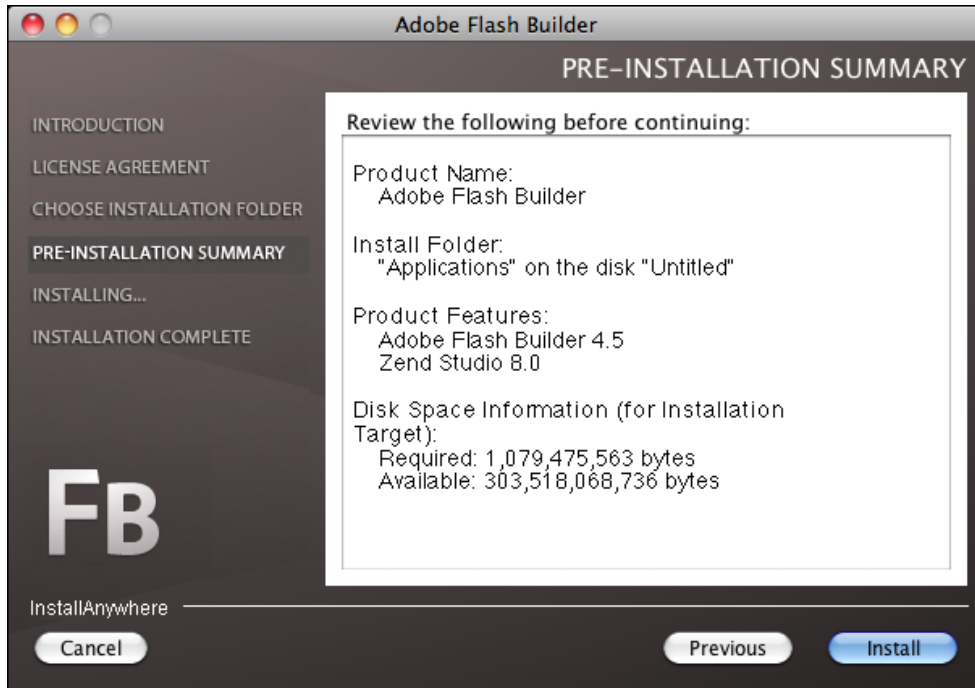 Adobe Flash Builder
PRE-INSTALLATION SUMMARY
INTRODUCTION
LICENSE AGREEMENT
CHOOSE INSTALLATION FOLDER
PRE-INSTALLATION SUMMARY
INSTALLING...
INSTALLATION COMPLETE
Review the following before continuing:
Product Name:
Adobe Flash Builder
Install Folder:
"Applications" on the disk "Untitled"
Product Features:
Adobe Flash Builder 4.5
Zend Studio 8.0
Disk Space Information (for Installation
Target):
Required: 1,079,475,563 bytes
Available: 303,518,068,736 bytes
FB
InstallAnywhere
Cancel
Previous
Install